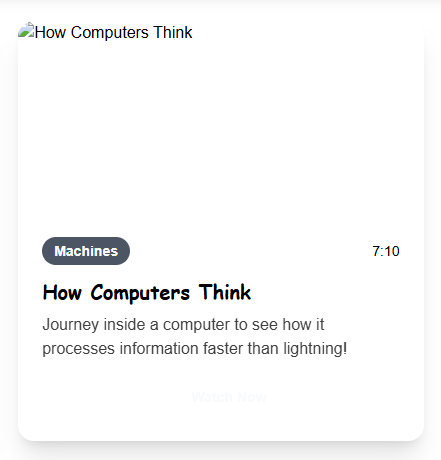 How Computers Think
Machines
7:10
How Computers Think
Journey inside a computer to see how it
processes information faster than lightning!
Watch Now